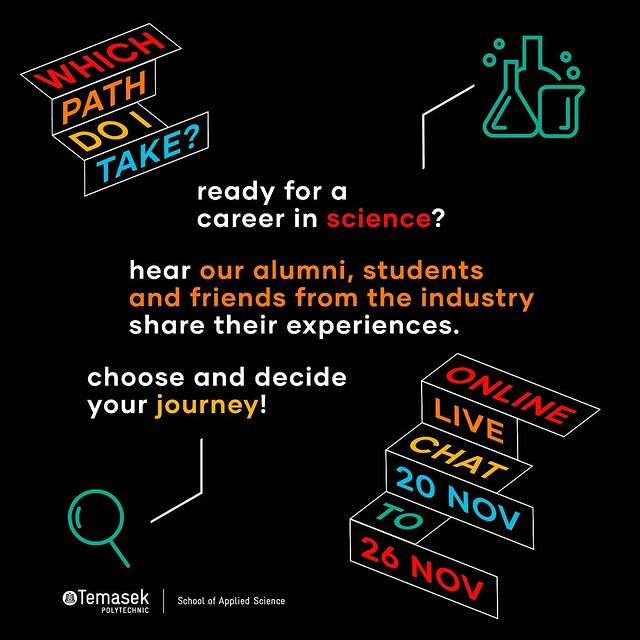 WHICH
PATH
DO I
TAKE?
ready for a
career in science?
hear our alumni, students
and friends from the industry
share their experiences.
choose and decide
your journey!
ONLINE
LIVE
CHAT
20 NOV
TO
26 NOV
Temasek
POLYTECHNIC
School of Applied Science